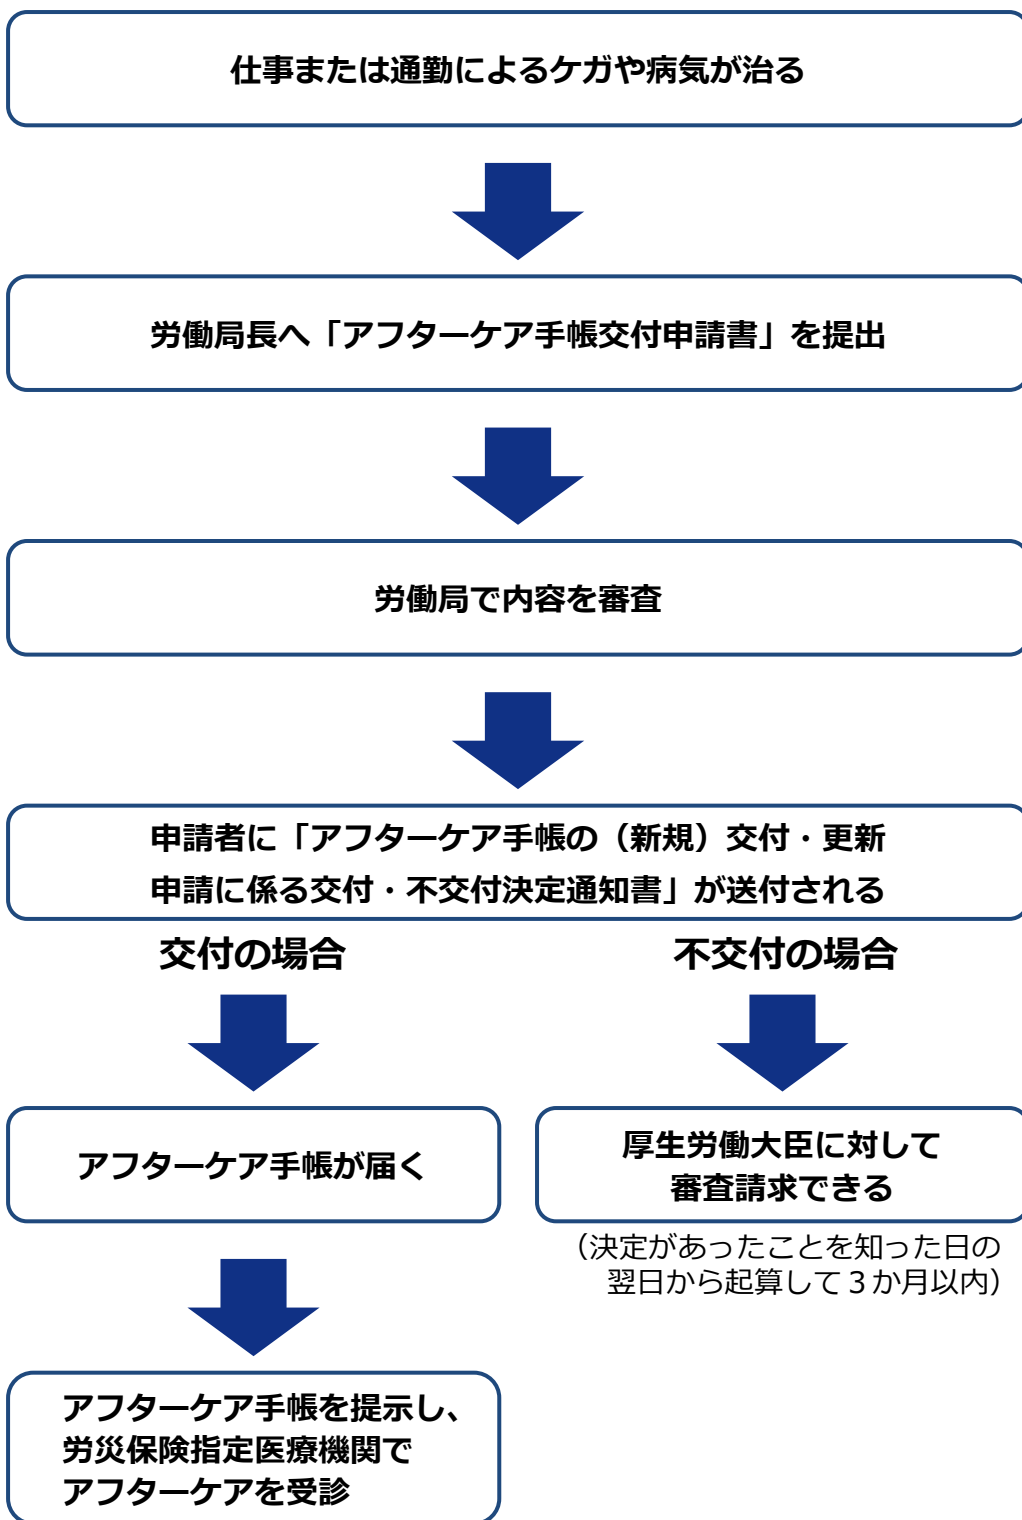 仕事または通勤によるケガや病気が治る
労働局長へ「アフターケア手帳交付申請書」を提出
労働局で内容を審査
申請者に「アフターケア手帳の（新規）交付・更新
申請に係る交付・不交付決定通知書」が送付される
交付の場合
不交付の場合
アフターケア手帳が届く
厚生労働大臣に対して
審査請求できる
（決定があったことを知った日の
翌日から起算して３か月以内）
アフターケア手帳を提示し、
労災保険指定医療機関で
アフターケアを受診